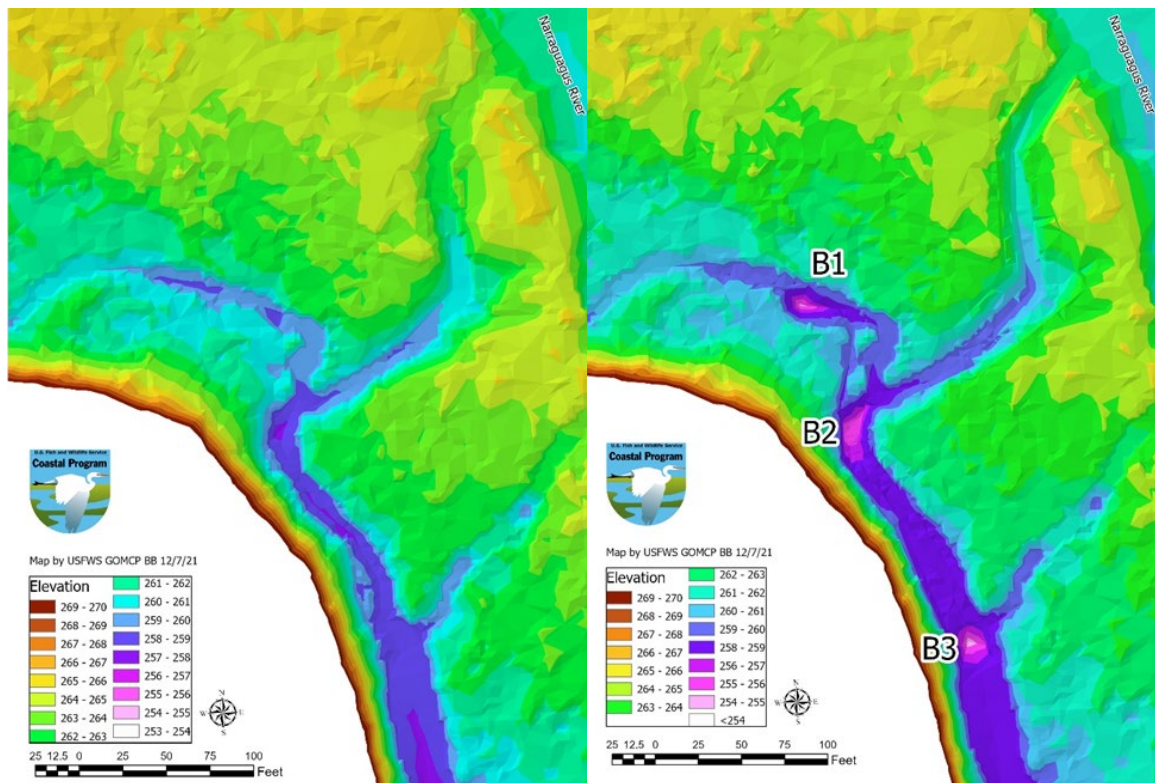 Narraguagus River
U.S. Fish and Wildlife Service
Coastal Program
Map by USFWS GOMCP BB 12/7/21
Elevation
269 - 270
268 - 269
267 - 268
266 - 267
265 - 266
264 - 265
263 - 264
262 - 263
261 - 262
260 - 261
259 - 260
258 - 259
257 - 258
256 - 257
255 - 256
254 - 255
253 - 254
N
W
E
S
25 12.5 0 25 50 75 100
Feet
Narraguagus River
B1
B2
B3
U.S. Fish and Wildlife Service
Coastal Program
Map by USFWS GOMCP BB 12/7/21
Elevation
269 - 270
268 - 269
267 - 268
266 - 267
265 - 266
264 - 265
263 - 264
262 - 263
261 - 262
260 - 261
259 - 260
258 - 259
256 - 257
255 - 256
254 - 255
<254
N
W
E
S
25 12.5 0 25 50 75 100
Feet